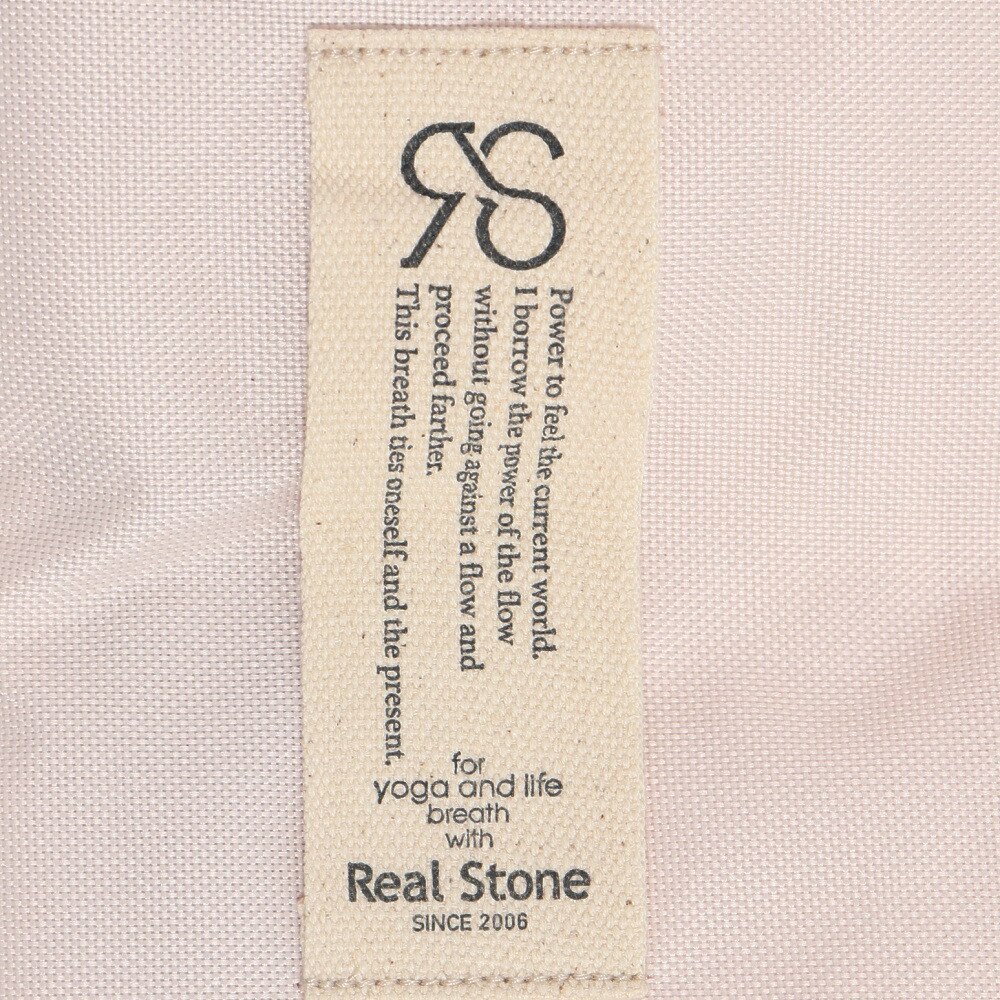 RS
Power to feel the current world.
I borrow the power of the flow
without going against a flow and
proceed farther.
This breath ties oneself and the present.
for
yoga and life
breath
with
Real Stone
SINCE 2006